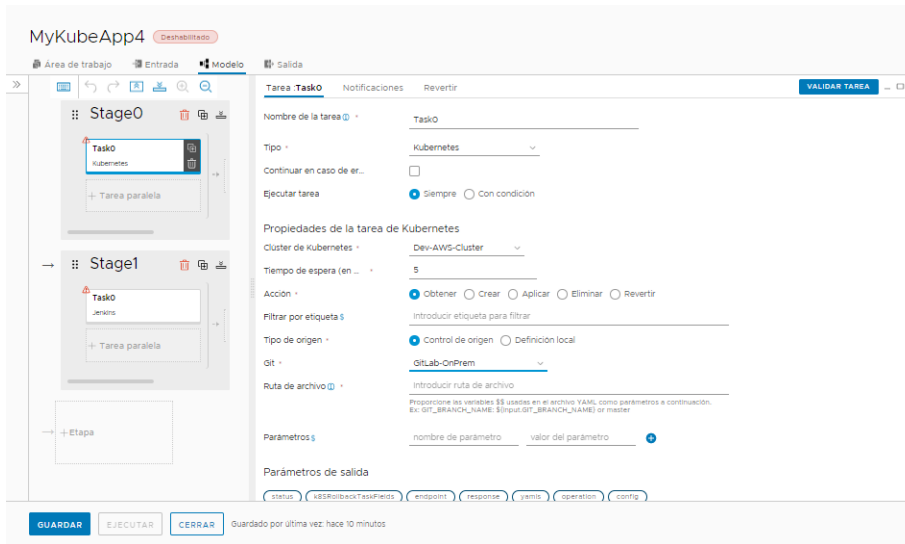 MyKubeApp4 Deshabilitado
Área de trabajo Entrada Modelo Salida
Stage0
Task0
Kubernetes
+ Tarea paralela
Stage1
Task0
Jenkins
+ Tarea paralela
+Etapa
Tarea :Task0 Notificaciones Revertir VALIDAR TAREA
Nombre de la tarea * Task0
Tipo * Kubernetes
Continuar en caso de er...
Ejecutar tarea Siempre Con condición
Propiedades de la tarea de Kubernetes
Clúster de Kubernetes * Dev-AWS-Cluster
Tiempo de espera (en ... * 5
Acción * Obtener Crear Aplicar Eliminar Revertir
Filtrar por etiqueta $ Introducir etiqueta para filtrar
Tipo de origen * Control de origen Definición local
Git * GitLab-OnPrem
Ruta de archivo * Introducir ruta de archivo
Proporcione las variables $$ usadas en el archivo YAML como parámetros a continuación.
Ex: GIT_BRANCH_NAME: ${input.GIT_BRANCH_NAME} or master
Parámetros $ nombre de parámetro valor del parámetro
Parámetros de salida
status k8SRollbackTaskFields endpoint response yamls operation config
GUARDAR EJECUTAR CERRAR Guardado por última vez: hace 10 minutos